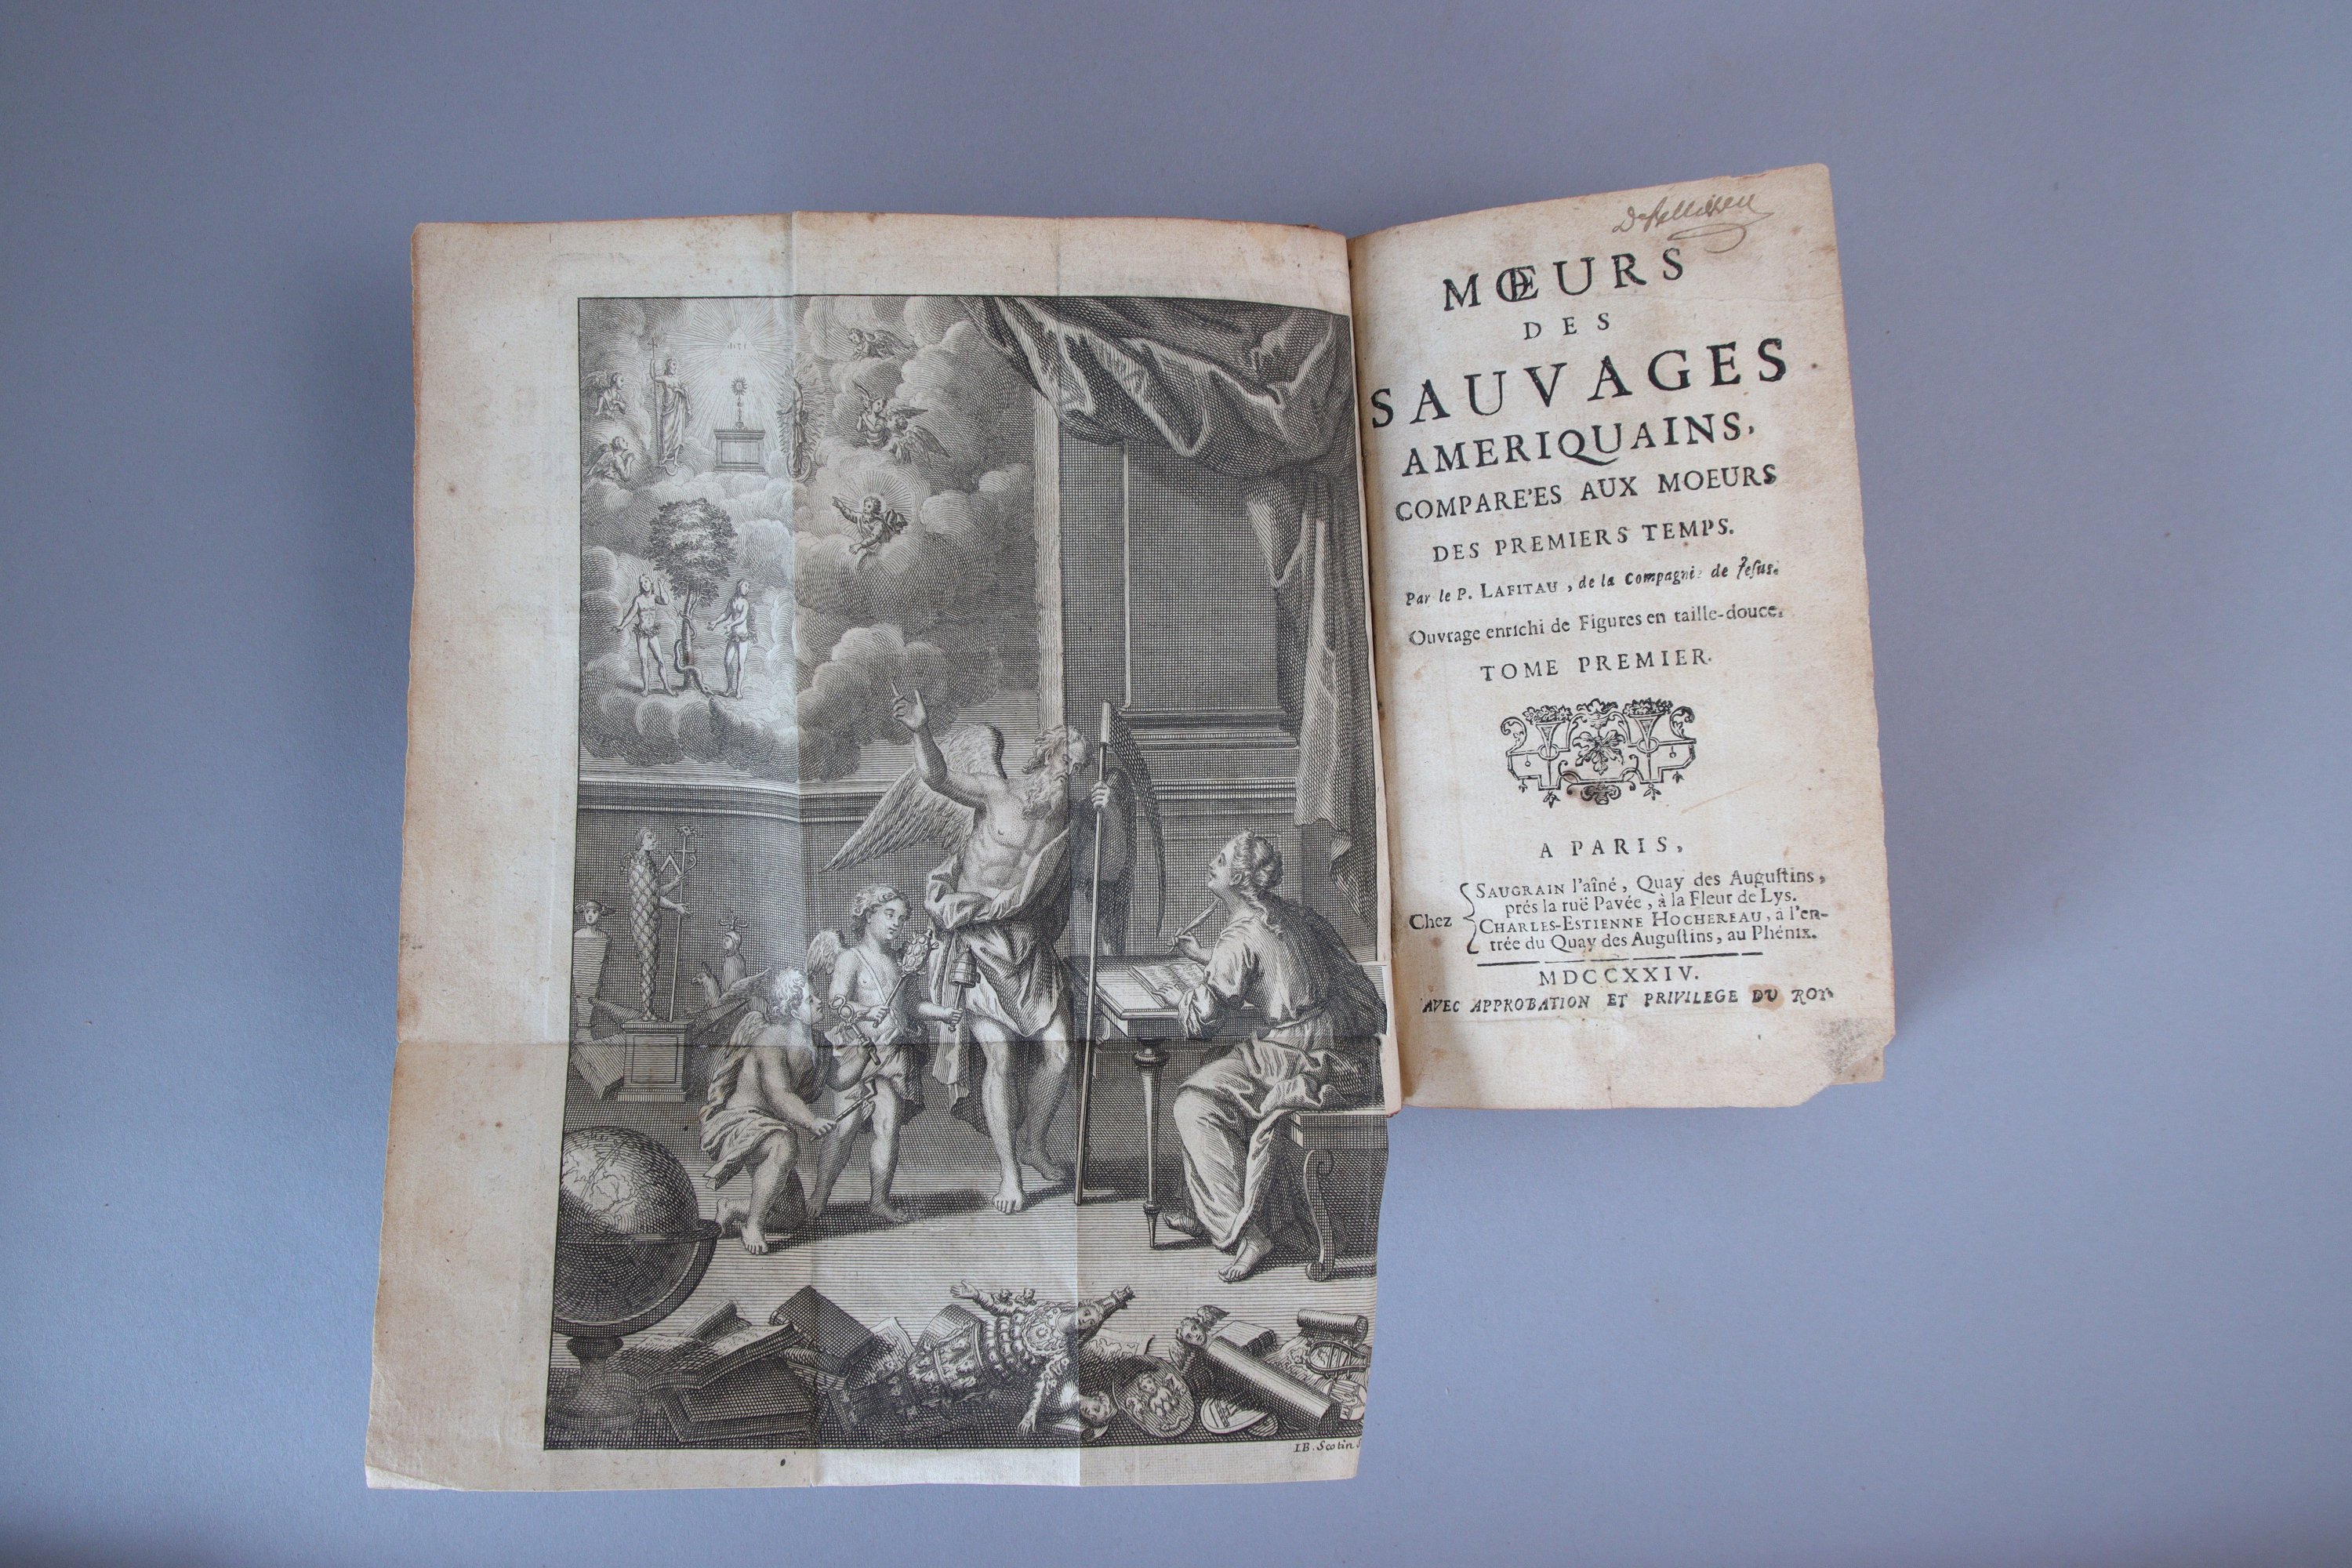 MŒURS
DES
SAUVAGES
AMERIQUAINS,
COMPARE'ES AUX MOEURS
DES PREMIERS TEMPS.
Par le P. LAFITAU, de la Compagnie de Jesus.
Ouvrage enrichi de Figures en taille-douce.
TOME PREMIER.
A PARIS,
Chez
SAUGRAIN l'aîné, Quay des Auguſtins,
prés la ruë Pavée, à la Fleur de Lys.
CHARLES-ESTIENNE HOCHEREAU, à l'en-
trée du Quay des Auguſtins, au Phénix.
MDCCXXIV.
AVEC APPROBATION ET PRIVILEGE DU ROY.
I.B. Scotin